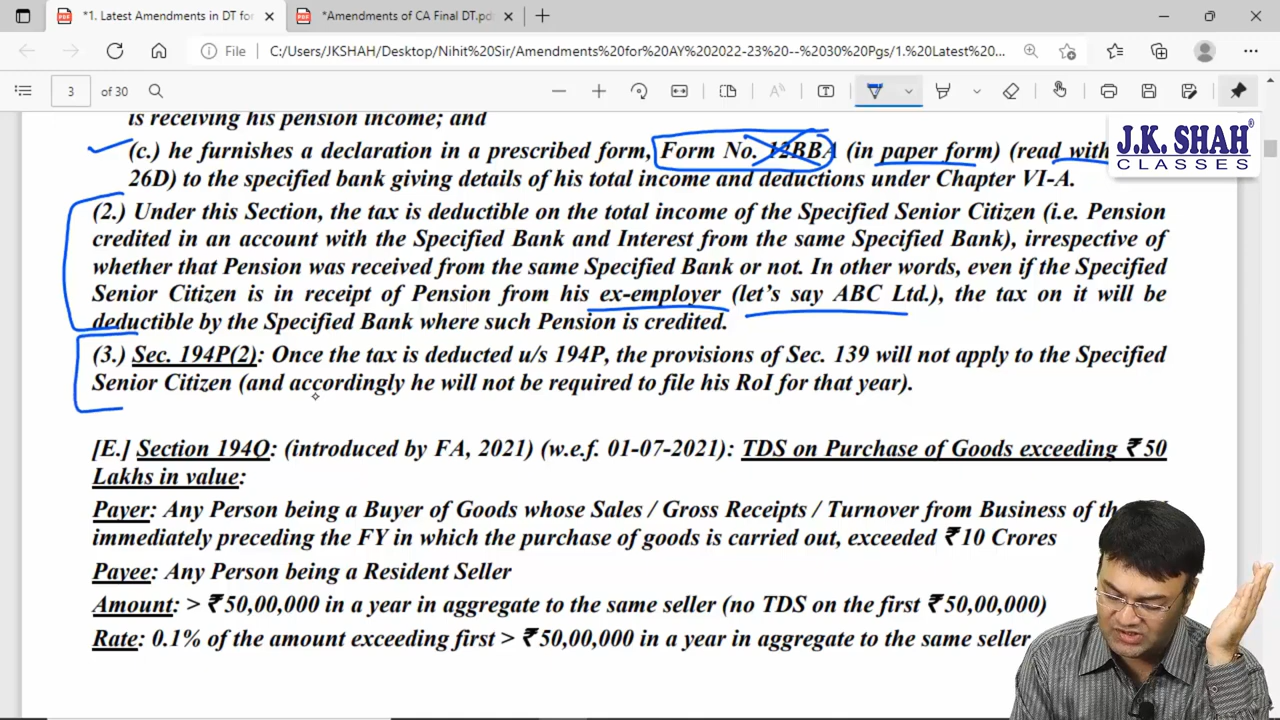 *1. Latest Amendments in DT for
*Amendments of CA Final DT.pd
File
C:/Users/JKSHAH/Desktop/Nihit%20Sir/Amendments%20for%20AY%202022-23%20--%2030%20Pgs/1.%20Latest%20...
3 of 30
J.K. SHAH®
CLASSES
is receiving his pension income; and
(c.) he furnishes a declaration in a prescribed form, Form No. 12BBA (in paper form) (read with
26D) to the specified bank giving details of his total income and deductions under Chapter VI-A.
(2.) Under this Section, the tax is deductible on the total income of the Specified Senior Citizen (i.e. Pension
credited in an account with the Specified Bank and Interest from the same Specified Bank), irrespective of
whether that Pension was received from the same Specified Bank or not. In other words, even if the Specified
Senior Citizen is in receipt of Pension from his ex-employer (let's say ABC Ltd.), the tax on it will be
deductible by the Specified Bank where such Pension is credited.
(3.) Sec. 194P(2): Once the tax is deducted u/s 194P, the provisions of Sec. 139 will not apply to the Specified
Senior Citizen (and accordingly he will not be required to file his RoI for that year).
[E.] Section 194Q: (introduced by FA, 2021) (w.e.f. 01-07-2021): TDS on Purchase of Goods exceeding ₹ 50
Lakhs in value:
Payer: Any Person being a Buyer of Goods whose Sales / Gross Receipts / Turnover from Business of th
immediately preceding the FY in which the purchase of goods is carried out, exceeded ₹ 10 Crores
Payee: Any Person being a Resident Seller
Amount: > ₹ 50,00,000 in a year in aggregate to the same seller (no TDS on the first ₹ 50,00,000)
Rate: 0.1% of the amount exceeding first > ₹ 50,00,000 in a year in aggregate to the same seller